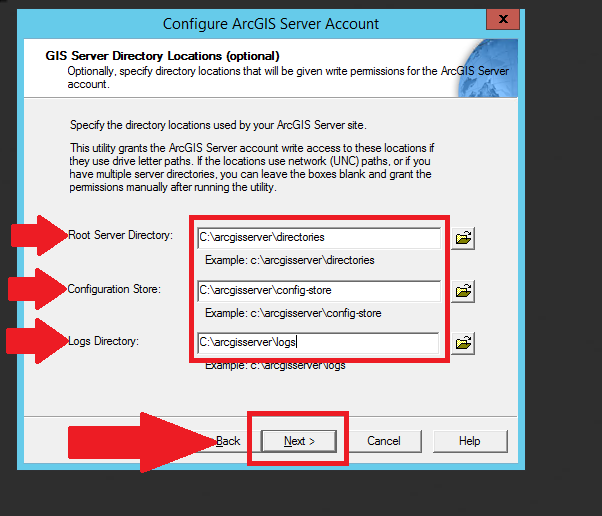 Configure ArcGIS Server Account
x
GIS Server Directory Locations (optional)
Optionally, specify directory locations that will be given write permissions for the ArcGIS Server
account.
Specify the directory locations used by your ArcGIS Server site.
This utility grants the ArcGIS Server account write access to these locations if
they use drive letter paths. If the locations use network (UNC) paths, or if you
have multiple server directories, you can leave the boxes blank and grant the
permissions manually after running the utility.
Root Server Directory: C:\arcgisserver\directories
Example: c:\arcgisserver\directories
Configuration Store: C:\arcgisserver\config-store
Example: c:\arcgisserver\config-store
Logs Directory: C:\arcgisserver\logs
Example: c:\arcgisserver\logs
Back Next > Cancel Help